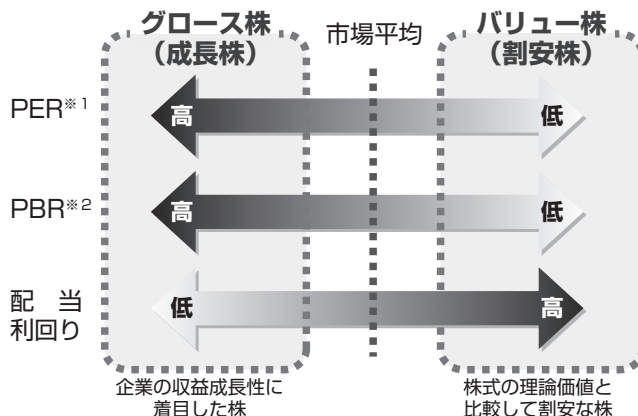 グロース株
（成長株）
市場平均
バリュー株
（割安株）
PER※1
高
低
PBR※2
高
低
配当
利回り
低
高
企業の収益成長性に
着目した株
株式の理論価値と
比較して割安な株